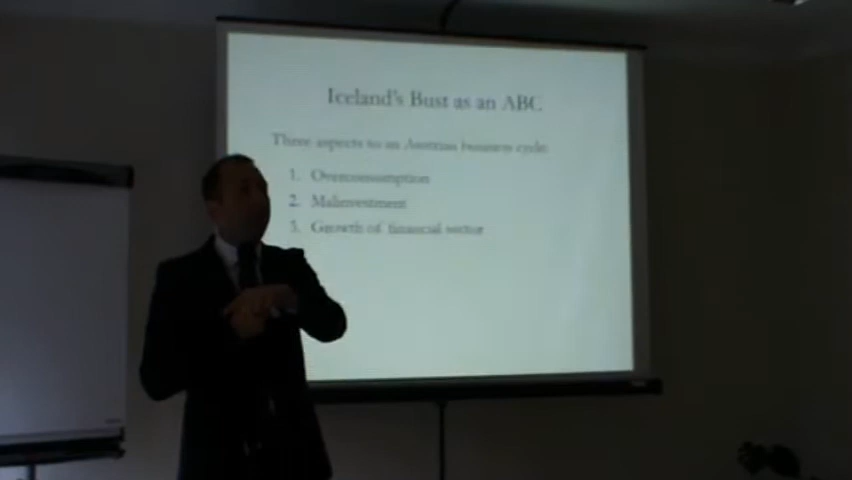 Iceland's Bust as an ABC
Three aspects to an Austrian business cycle:
1. Overconsumption
2. Malinvestment
3. Growth of financial sector